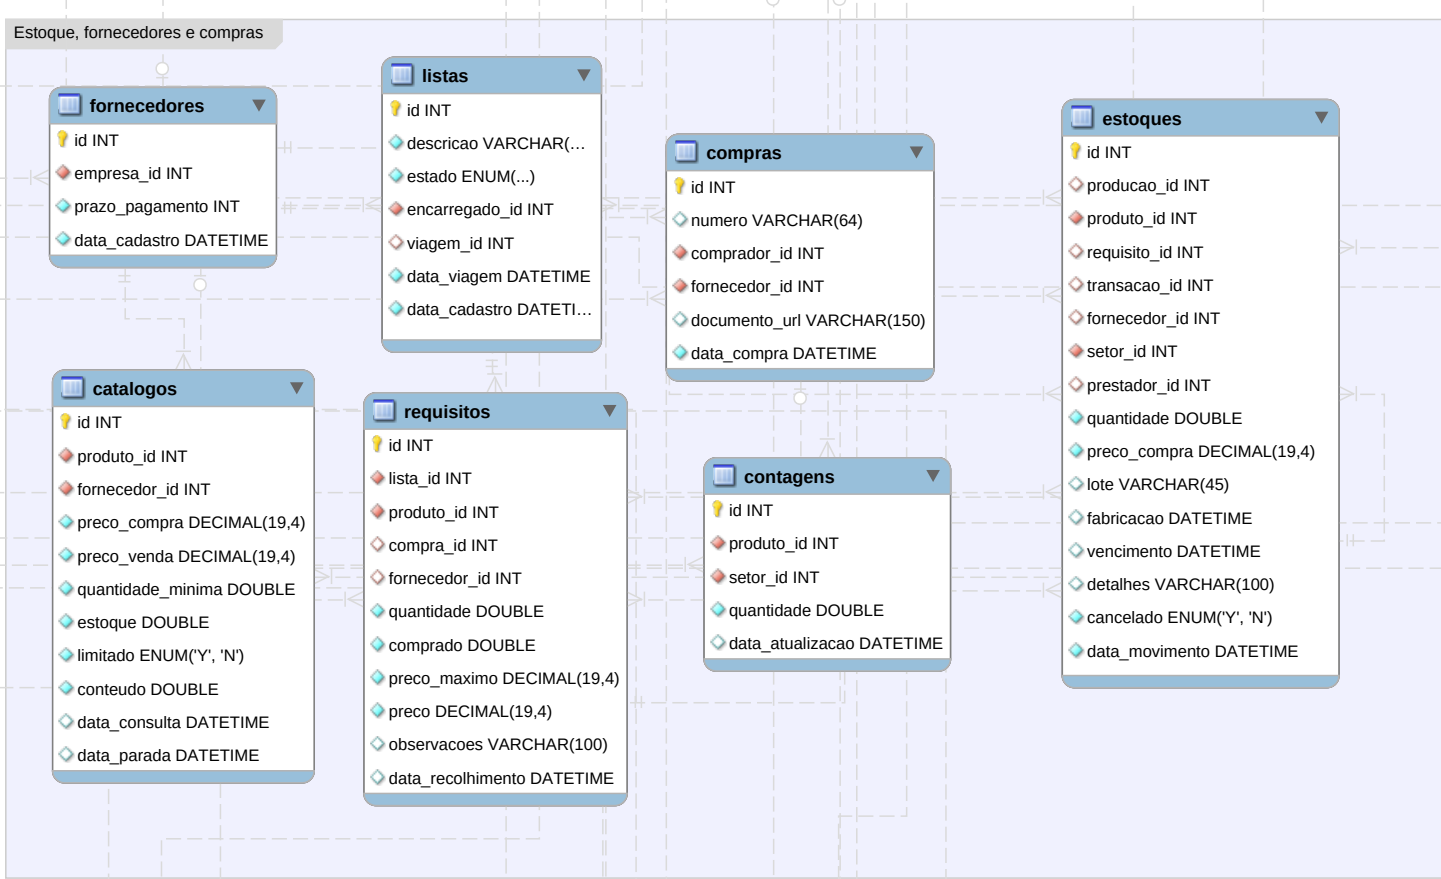 Estoque, fornecedores e compras
fornecedores
id INT
empresa_id INT
prazo_pagamento INT
data_cadastro DATETIME
listas
id INT
descricao VARCHAR(…
estado ENUM(...)
encarregado_id INT
viagem_id INT
data_viagem DATETIME
data_cadastro DATETI…
compras
id INT
numero VARCHAR(64)
comprador_id INT
fornecedor_id INT
documento_url VARCHAR(150)
data_compra DATETIME
estoques
id INT
producao_id INT
produto_id INT
requisito_id INT
transacao_id INT
fornecedor_id INT
setor_id INT
prestador_id INT
quantidade DOUBLE
preco_compra DECIMAL(19,4)
lote VARCHAR(45)
fabricacao DATETIME
vencimento DATETIME
detalhes VARCHAR(100)
cancelado ENUM('Y', 'N')
data_movimento DATETIME
catalogos
id INT
produto_id INT
fornecedor_id INT
preco_compra DECIMAL(19,4)
preco_venda DECIMAL(19,4)
quantidade_minima DOUBLE
estoque DOUBLE
limitado ENUM('Y', 'N')
conteudo DOUBLE
data_consulta DATETIME
data_parada DATETIME
requisitos
id INT
lista_id INT
produto_id INT
compra_id INT
fornecedor_id INT
quantidade DOUBLE
comprado DOUBLE
preco_maximo DECIMAL(19,4)
preco DECIMAL(19,4)
observacoes VARCHAR(100)
data_recolhimento DATETIME
contagens
id INT
produto_id INT
setor_id INT
quantidade DOUBLE
data_atualizacao DATETIME